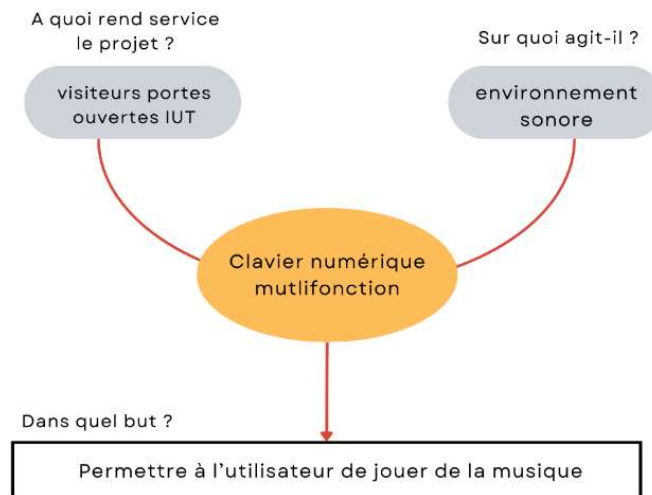 A quoi rend service
le projet ?
Sur quoi agit-il ?
visiteurs portes
ouvertes IUT
environnement
sonore
Clavier numérique
mutlifonction
Dans quel but ?
Permettre à l'utilisateur de jouer de la musique